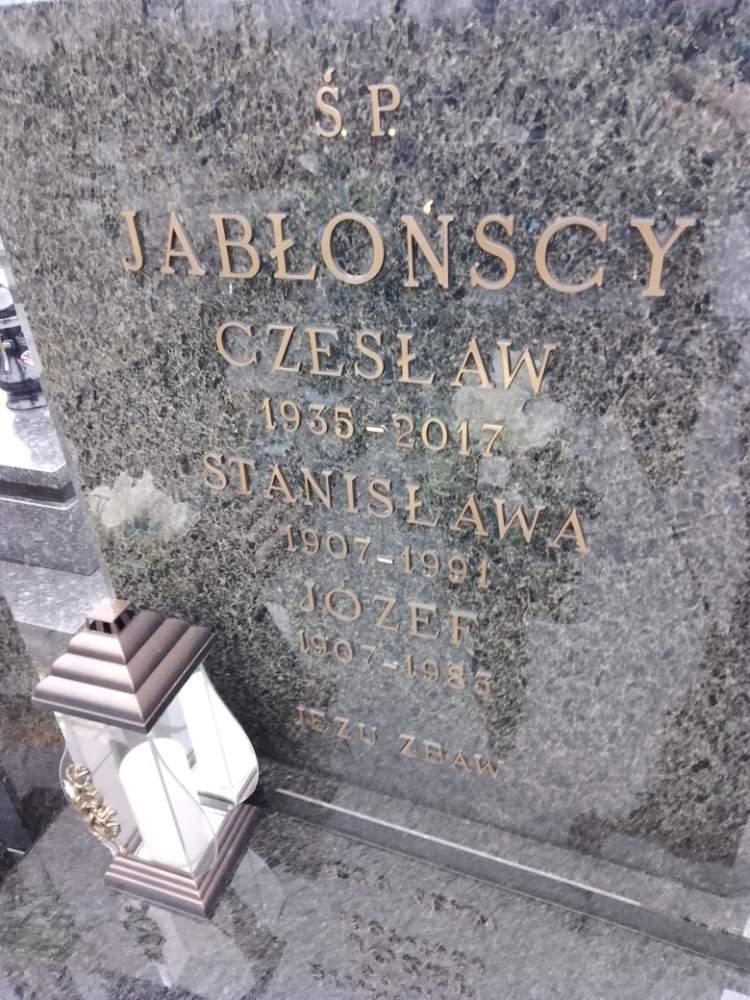 Ś.P.
JABŁOŃSCY
CZESŁAW
1935-2017
STANISŁAWA
1907-1991
JÓZEF
1907-1983
JEZU ZBAW